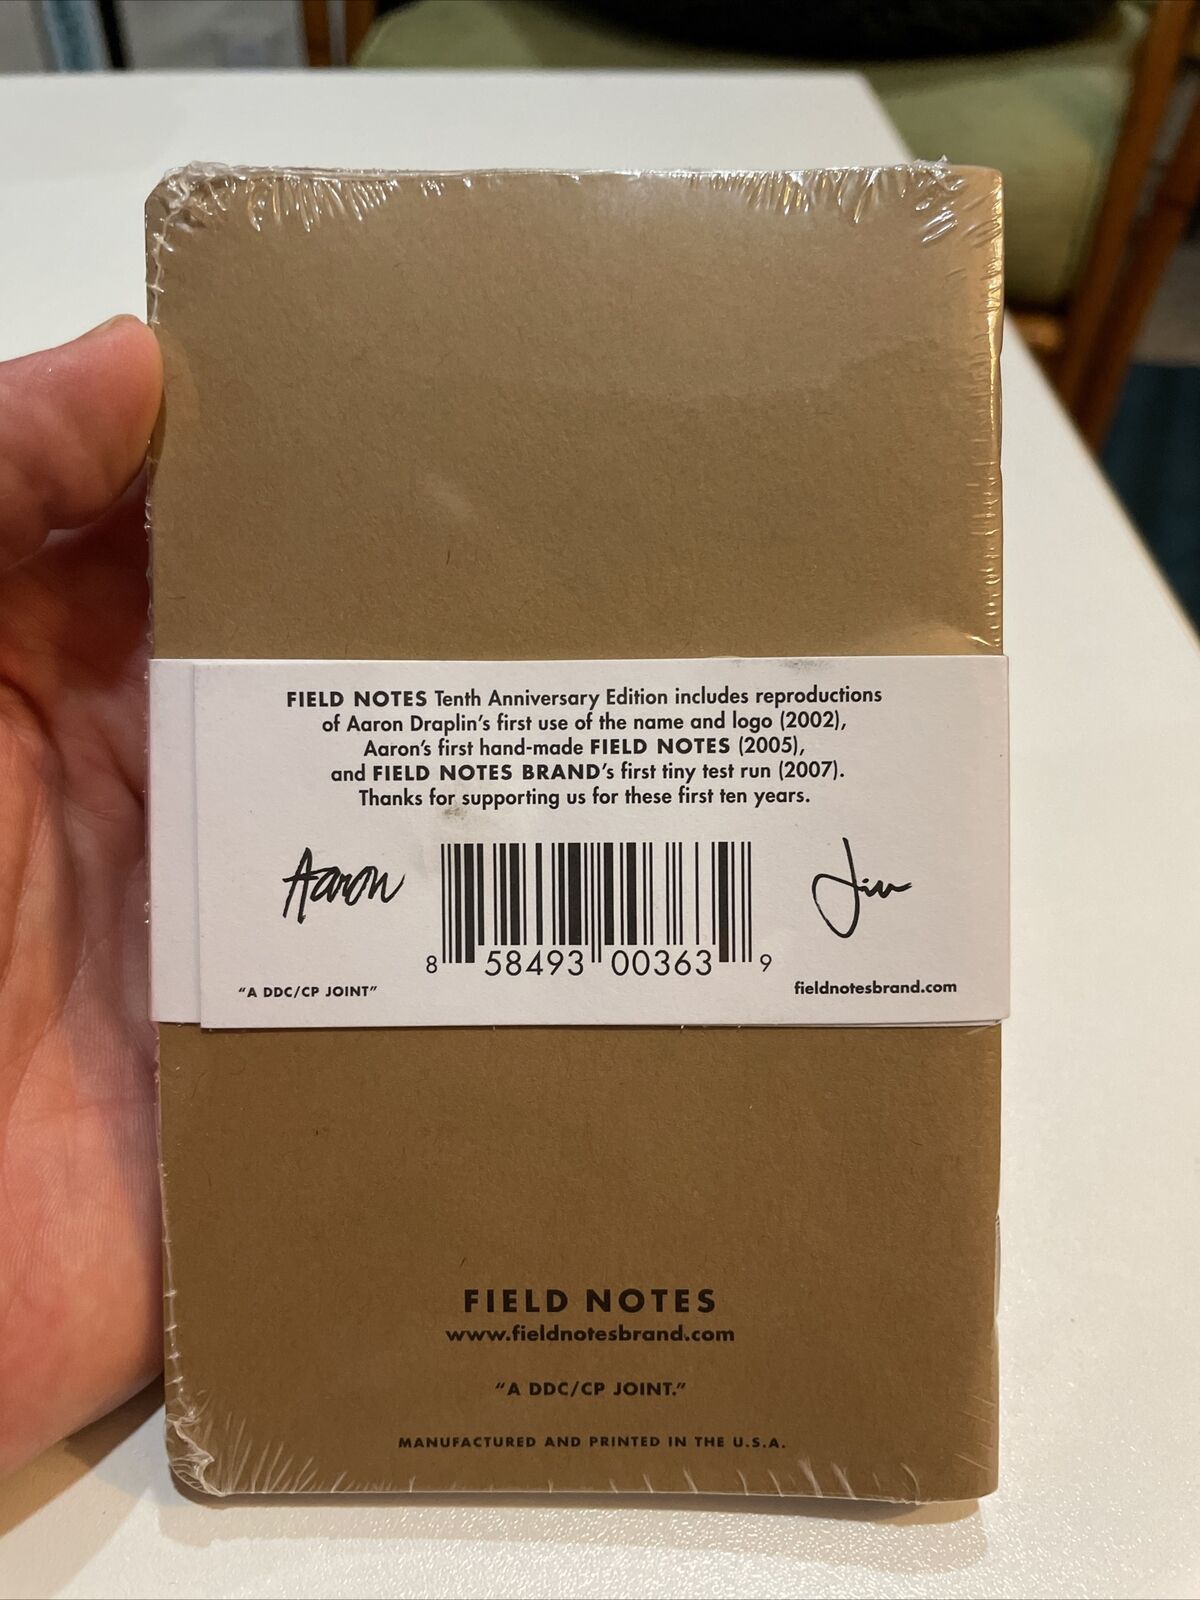 FIELD NOTES Tenth Anniversary Edition includes reproductions
of Aaron Draplin's first use of the name and logo (2002),
Aaron's first hand-made FIELD NOTES (2005),
and FIELD NOTES BRAND's first tiny test run (2007).
Thanks for supporting us for these first ten years.
Aaron
Jim
8 58493 00363 9
"A DDC/CP JOINT"
fieldnotesbrand.com
FIELD NOTES
www.fieldnotesbrand.com
"A DDC/CP JOINT."
MANUFACTURED AND PRINTED IN THE U.S.A.